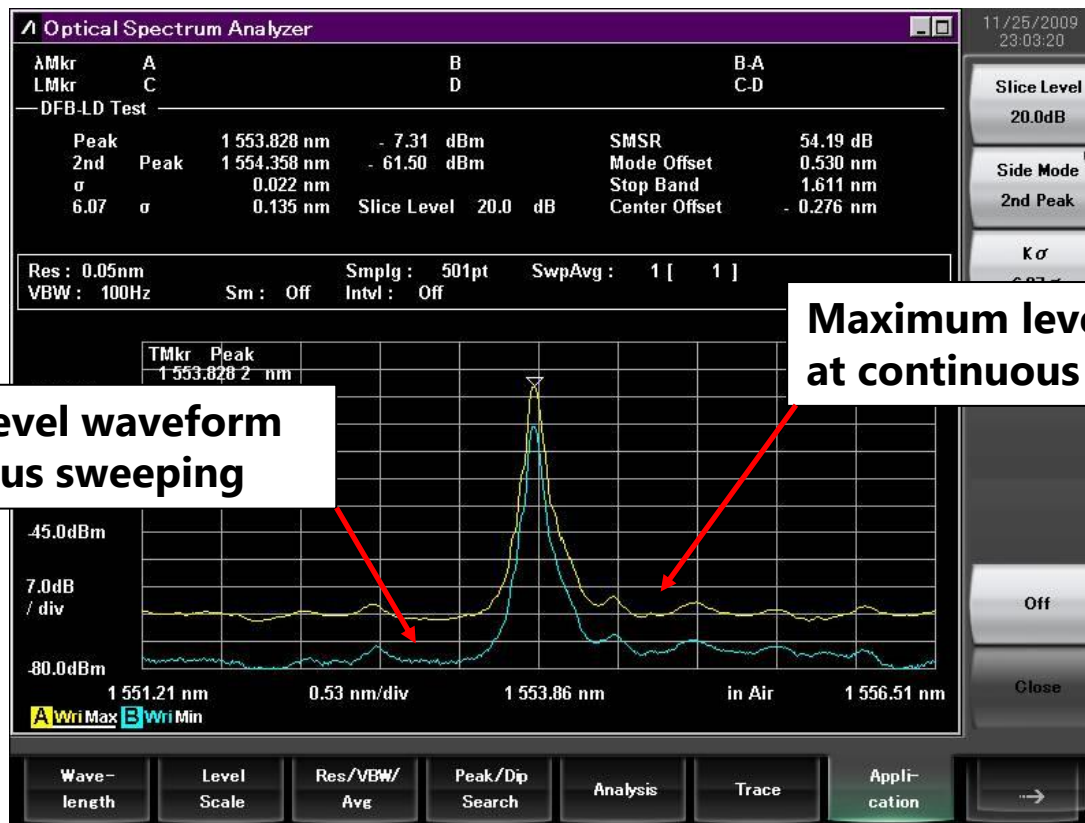 Optical Spectrum Analyzer
11/25/2009
23:03:20
λMkr A B B-A
LMkr C D C-D
DFB-LD Test
Peak 1 553.828 nm - 7.31 dBm SMSR 54.19 dB
2nd Peak 1 554.358 nm - 61.50 dBm Mode Offset 0.530 nm
σ 0.022 nm Stop Band 1.611 nm
6.07 σ 0.135 nm Slice Level 20.0 dB Center Offset - 0.276 nm
Slice Level
20.0dB
Side Mode
2nd Peak
Kσ
Res : 0.05nm Smplg : 501pt SwpAvg : 1 [ 1 ]
VBW : 100Hz Sm : Off Intvl : Off
Maximum leve
at continuous
TMkr Peak
1 553.828 2 nm
evel waveform
us sweeping
-45.0dBm
7.0dB
/ div
-80.0dBm
1 551.21 nm 0.53 nm/div 1 553.86 nm in Air 1 556.51 nm
A Wri Max B Wri Min
Off
Close
Wave-
length
Level
Scale
Res/VBW/
Avg
Peak/Dip
Search
Analysis
Trace
Appli-
cation